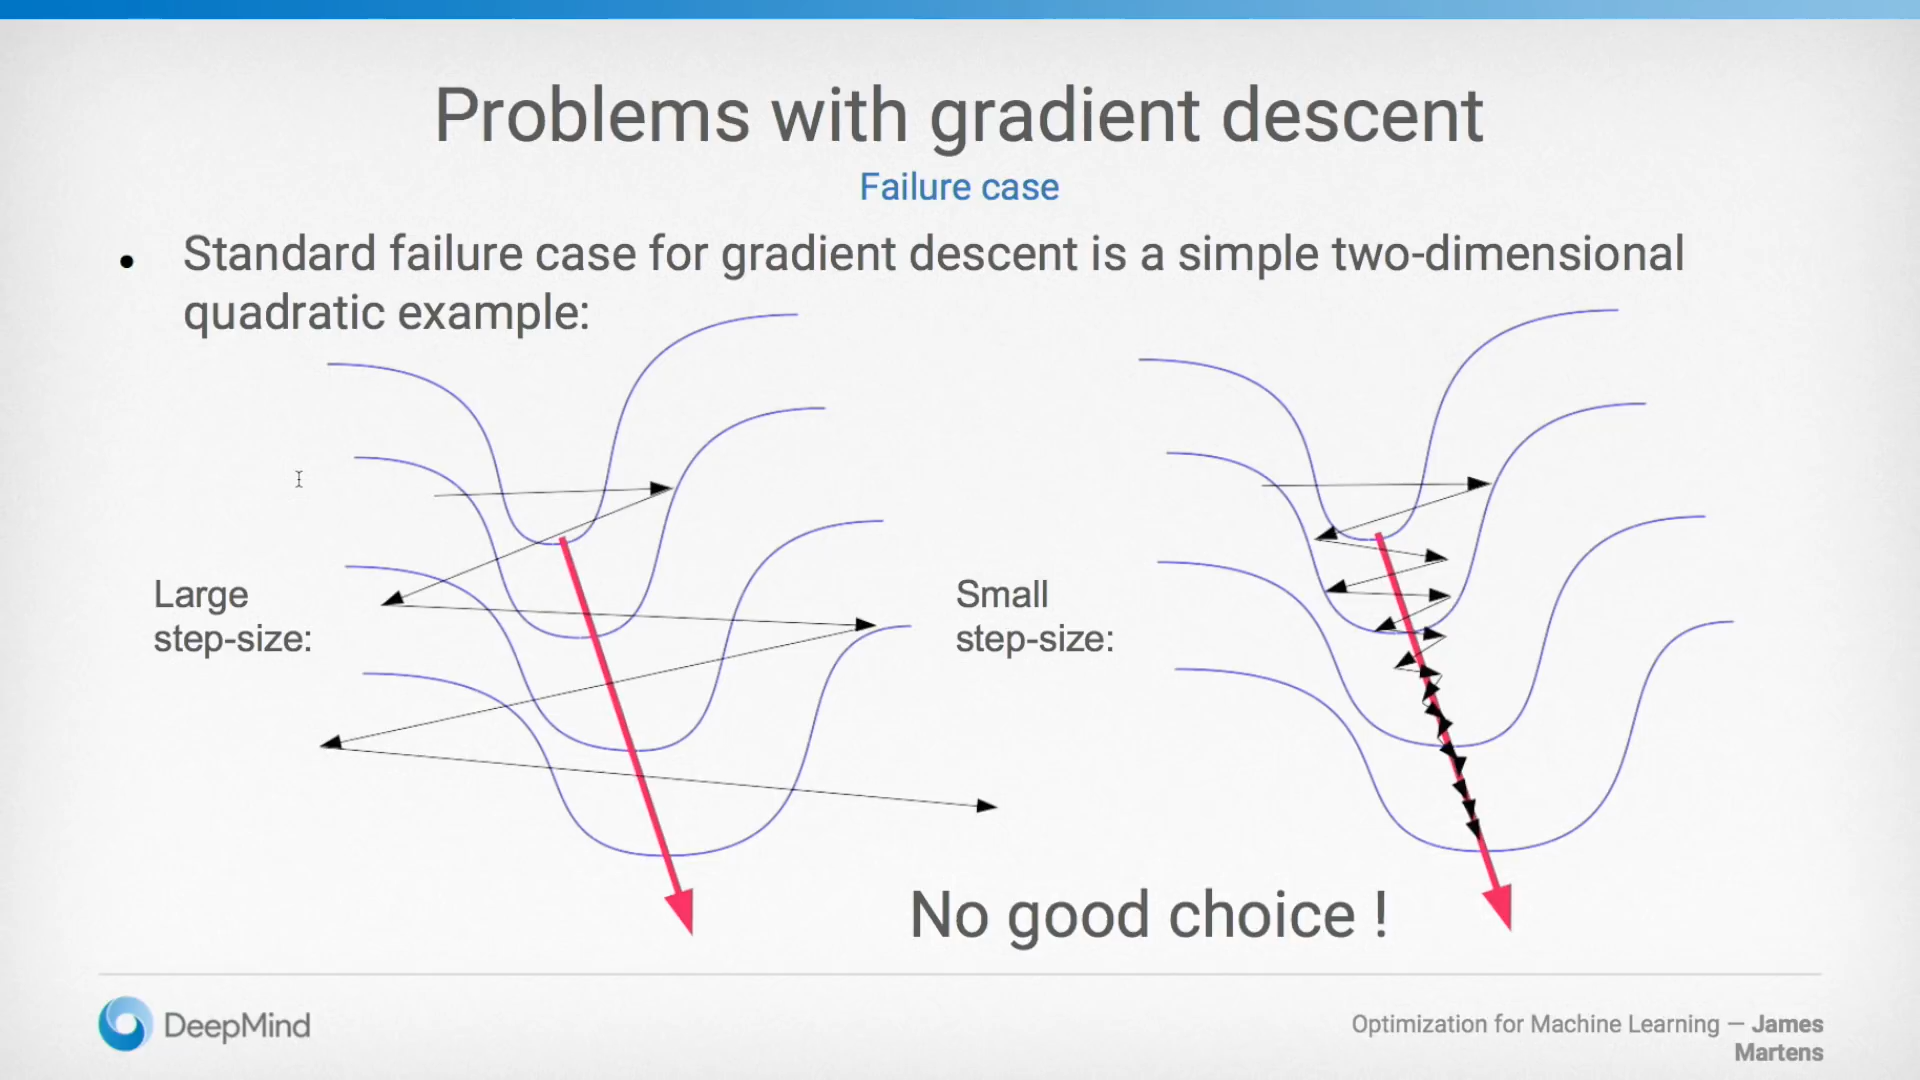 Problems with gradient descent
Failure case
● Standard failure case for gradient descent is a simple two-dimensional
quadratic example:
Large
step-size:
Small
step-size:
No good choice !
DeepMind
Optimization for Machine Learning — James
Martens